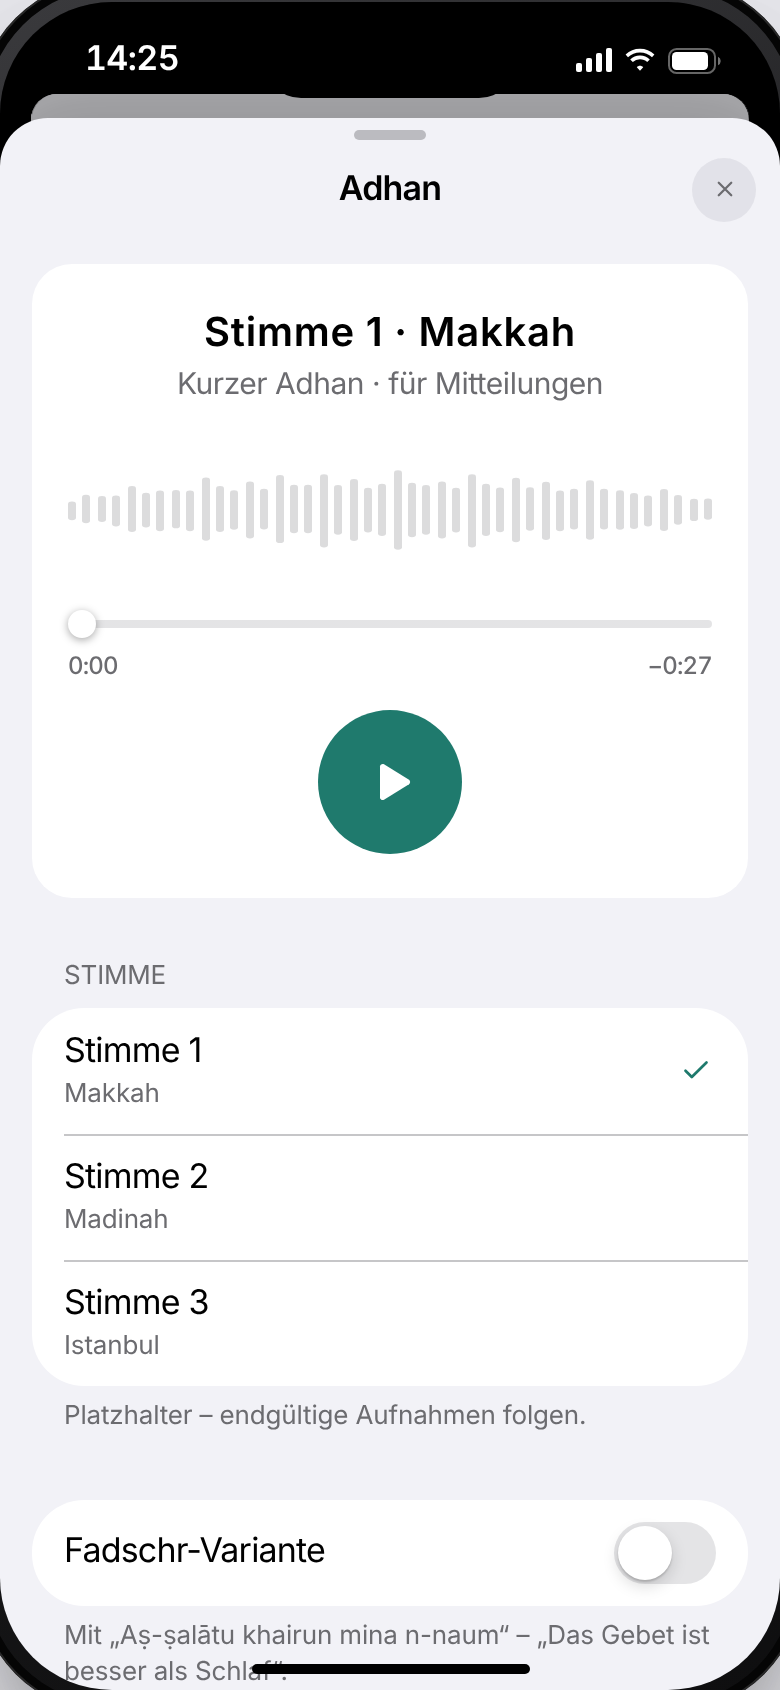 14:25
Adhan
Stimme 1 · Makkah
Kurzer Adhan · für Mitteilungen
0:00
−0:27
STIMME
Stimme 1
Makkah
Stimme 2
Madinah
Stimme 3
Istanbul
Platzhalter – endgültige Aufnahmen folgen.
Fadschr-Variante
Mit „Aṣ-ṣalātu khairun mina n-naum“ – „Das Gebet ist
besser als Schlaf“.